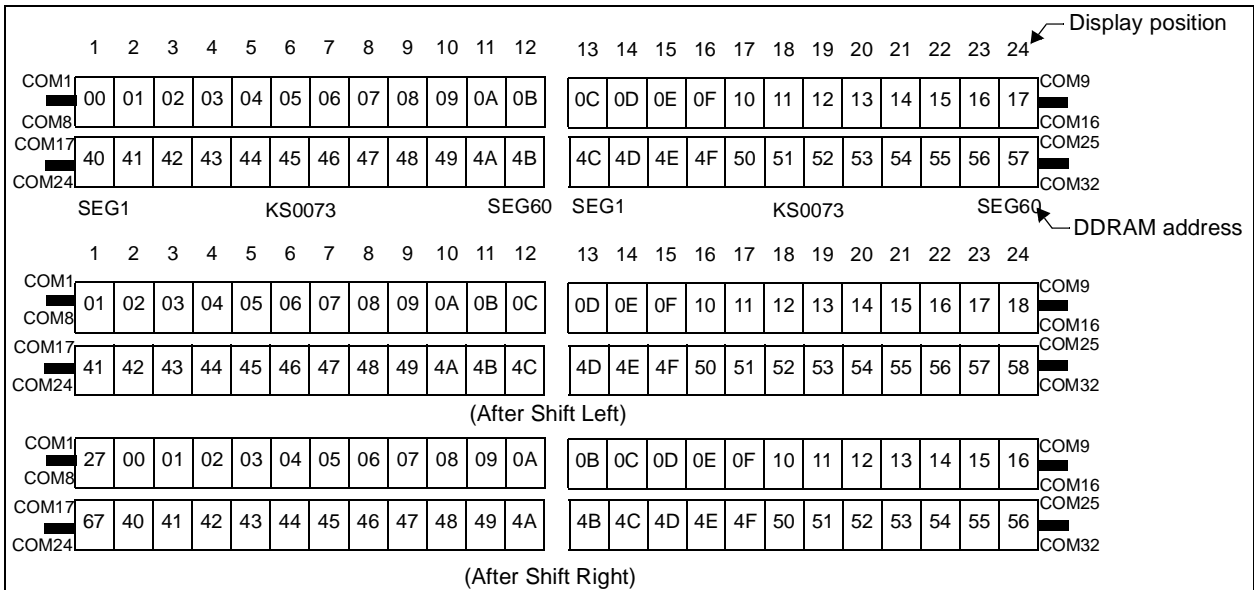 Display position
1 2 3 4 5 6 7 8 9 10 11 12 13 14 15 16 17 18 19 20 21 22 23 24
COM1 COM9
00 01 02 03 04 05 06 07 08 09 0A 0B 0C 0D 0E 0F 10 11 12 13 14 15 16 17
COM8 COM16
COM17 COM25
40 41 42 43 44 45 46 47 48 49 4A 4B 4C 4D 4E 4F 50 51 52 53 54 55 56 57
COM24 COM32
SEG1 KS0073 SEG60 SEG1 KS0073 SEG60
DDRAM address
1 2 3 4 5 6 7 8 9 10 11 12 13 14 15 16 17 18 19 20 21 22 23 24
COM1 COM9
01 02 03 04 05 06 07 08 09 0A 0B 0C 0D 0E 0F 10 11 12 13 14 15 16 17 18
COM8 COM16
COM17 COM25
41 42 43 44 45 46 47 48 49 4A 4B 4C 4D 4E 4F 50 51 52 53 54 55 56 57 58
COM24 COM32
(After Shift Left)
COM1 COM9
27 00 01 02 03 04 05 06 07 08 09 0A 0B 0C 0D 0E 0F 10 11 12 13 14 15 16
COM8 COM16
COM17 COM25
67 40 41 42 43 44 45 46 47 48 49 4A 4B 4C 4D 4E 4F 50 51 52 53 54 55 56
COM24 COM32
(After Shift Right)